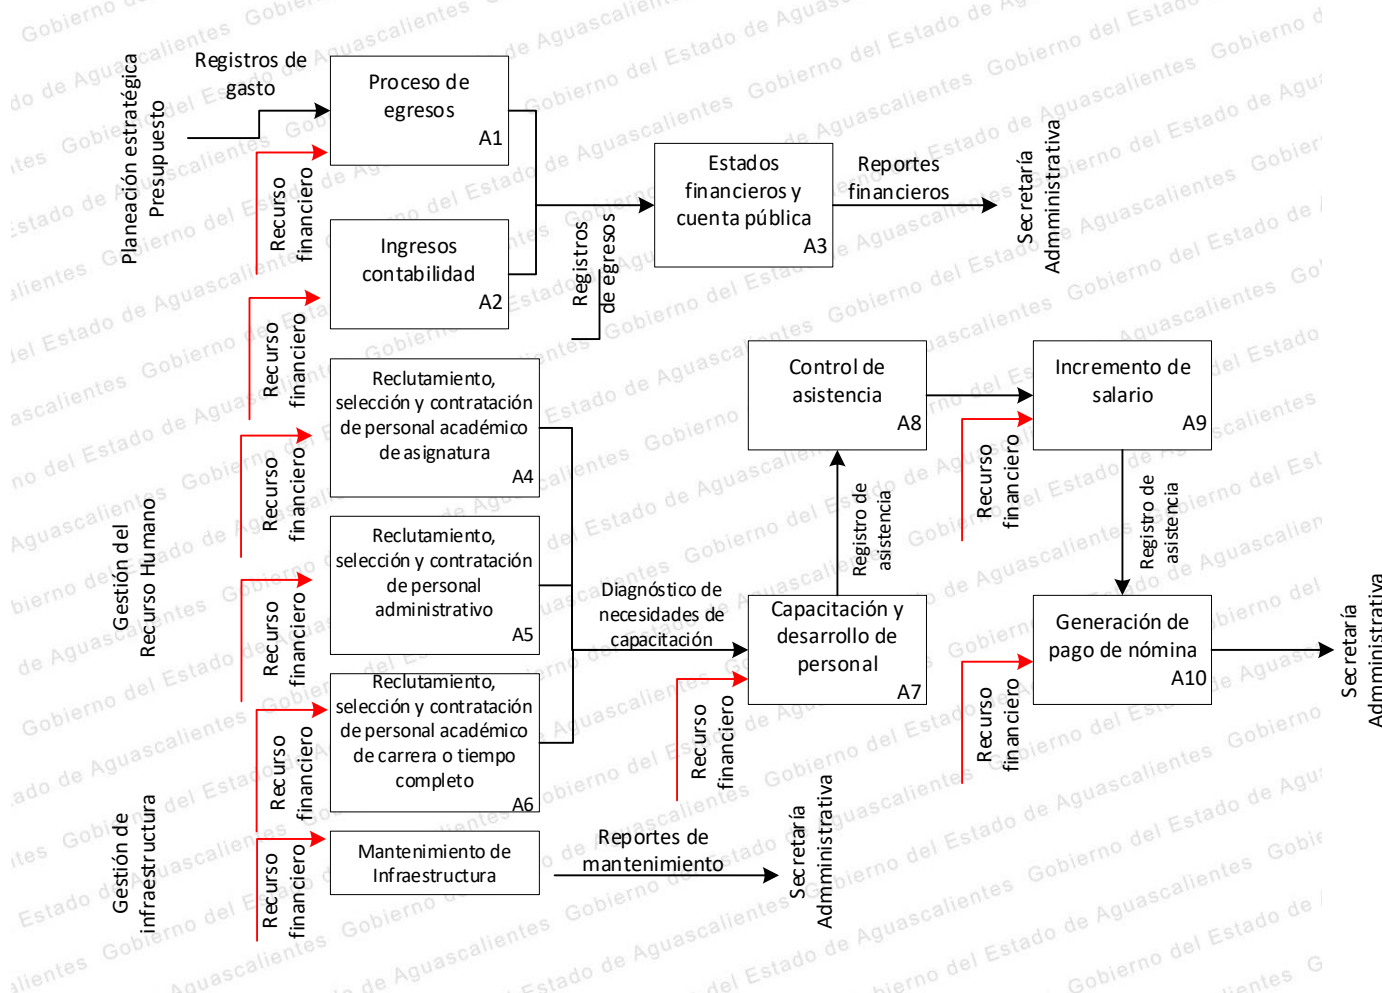 Planeación estratégica
Presupuesto
Registros de
gasto
Proceso de
egresos
A1
Recurso
financiero
Ingresos
contabilidad
A2
Recurso
financiero
Registros
de egresos
Estados
financieros y
cuenta pública
A3
Reportes
financieros
Secretaría
Admministrativa
Gestión del
Recurso Humano
Recurso
financiero
Reclutamiento,
selección y contratación
de personal académico
de asignatura
A4
Recurso
financiero
Reclutamiento,
selección y contratación
de personal
administrativo
A5
Recurso
financiero
Reclutamiento,
selección y contratación
de personal académico
de carrera o tiempo
completo
A6
Diagnóstico de
necesidades de
capacitación
Recurso
financiero
Capacitación y
desarrollo de
personal
A7
Registro de
asistencia
Control de
asistencia
A8
Recurso
financiero
Incremento de
salario
A9
Registro de
asistencia
Recurso
financiero
Generación de
pago de nómina
A10
Secretaría
Admministrativa
Gestión de
infraestructura
Recurso
financiero
Mantenimiento de
Infraestructura
Reportes de
mantenimiento
Secretaría
Admministrativa
Gobierno del Estado de Aguascalientes